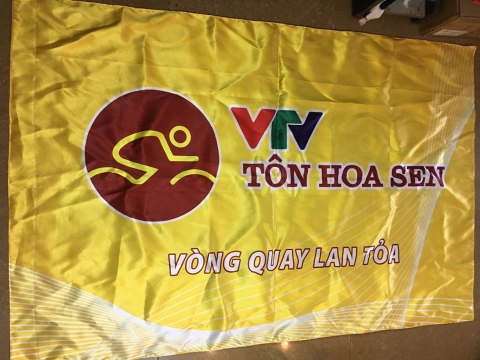 VTV
TÔN HOA SEN
VÒNG QUAY LAN TỎA